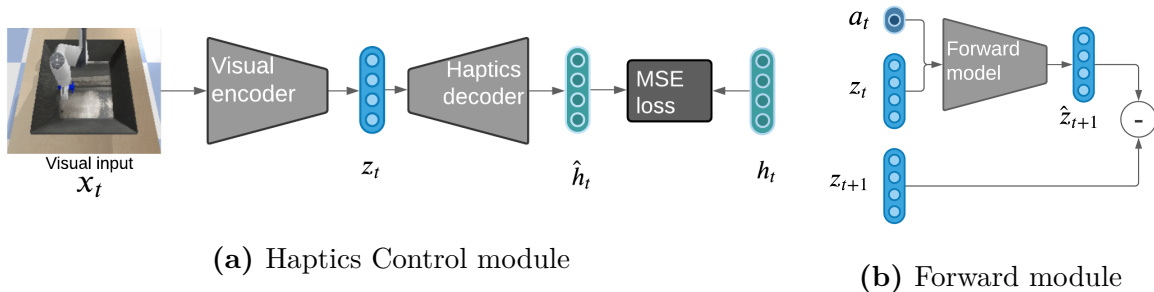 Visual input
x_t
Visual
encoder
z_t
Haptics
decoder
ĥ_t
MSE
loss
h_t
(a) Haptics Control module
a_t
z_t
Forward
model
ẑ_{t+1}
-
z_{t+1}
(b) Forward module